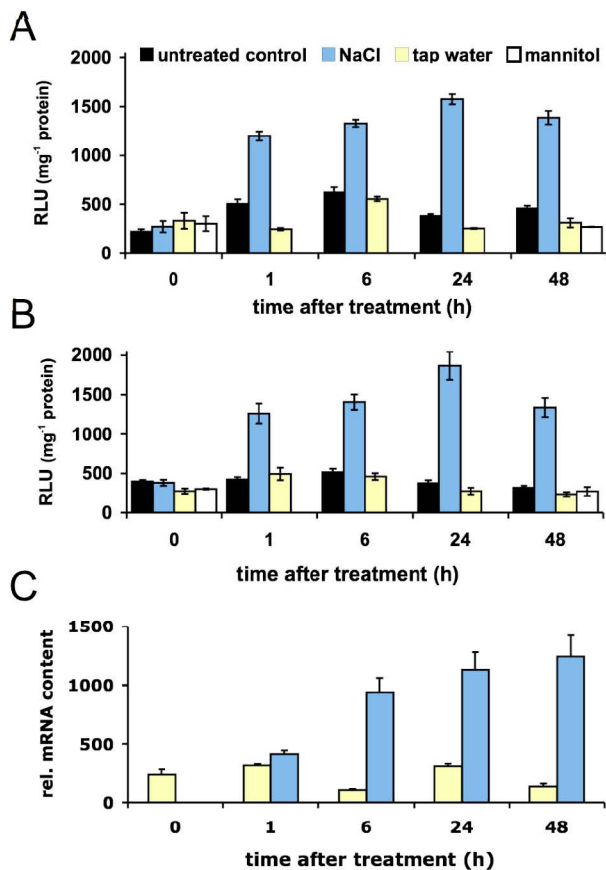 A
untreated control NaCl tap water mannitol
2000
1500
1000
500
0
RLU (mg⁻¹ protein)
0 1 6 24 48
time after treatment (h)
B
2000
1500
1000
500
0
RLU (mg⁻¹ protein)
0 1 6 24 48
time after treatment (h)
C
1500
1000
500
0
rel. mRNA content
0 1 6 24 48
time after treatment (h)